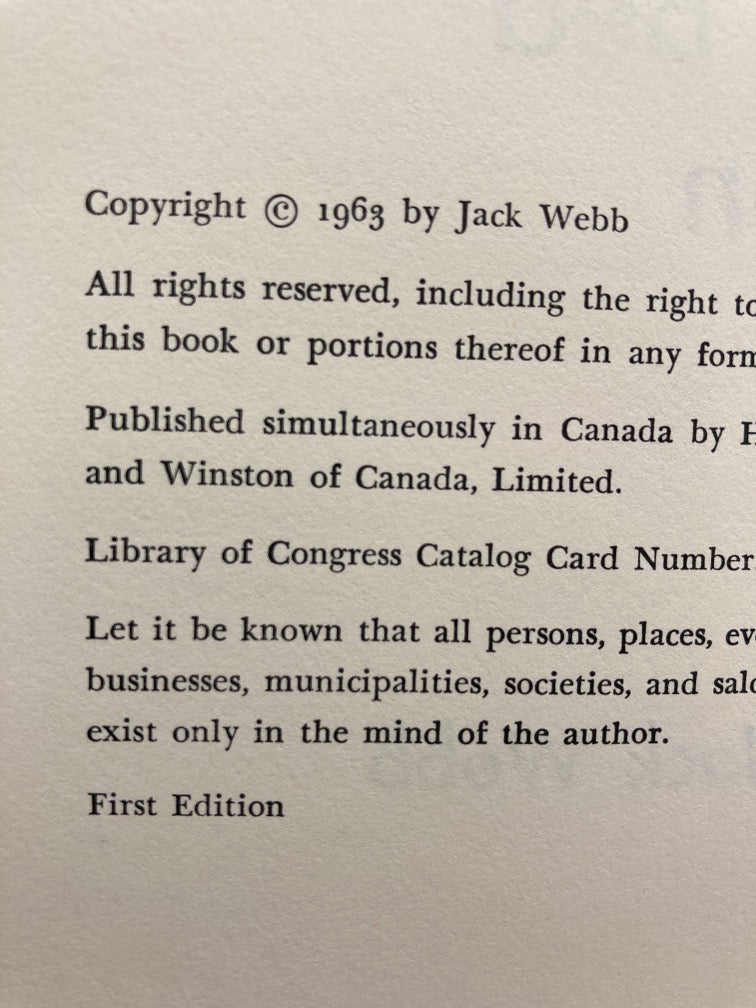 Copyright © 1963 by Jack Webb
All rights reserved, including the right to
this book or portions thereof in any form
Published simultaneously in Canada by H
and Winston of Canada, Limited.
Library of Congress Catalog Card Number
Let it be known that all persons, places, ev
businesses, municipalities, societies, and salo
exist only in the mind of the author.
First Edition